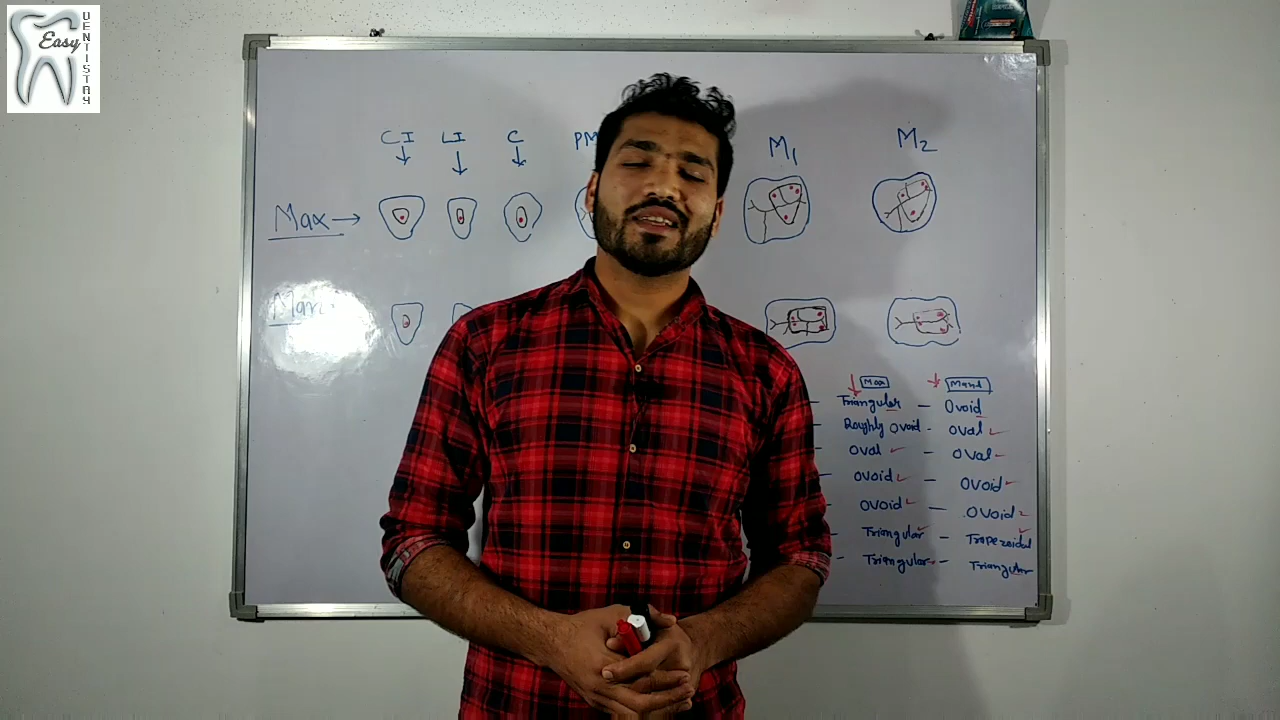 Easy
DENTISTRY
CI LI C PM M1 M2
Max →
Max Mand
Triangular — Ovoid
Roughly Ovoid - Oval
Oval — Oval
Ovoid — Ovoid
Ovoid — Ovoid
Triangular — Trapezoidal
Triangular - Triangular